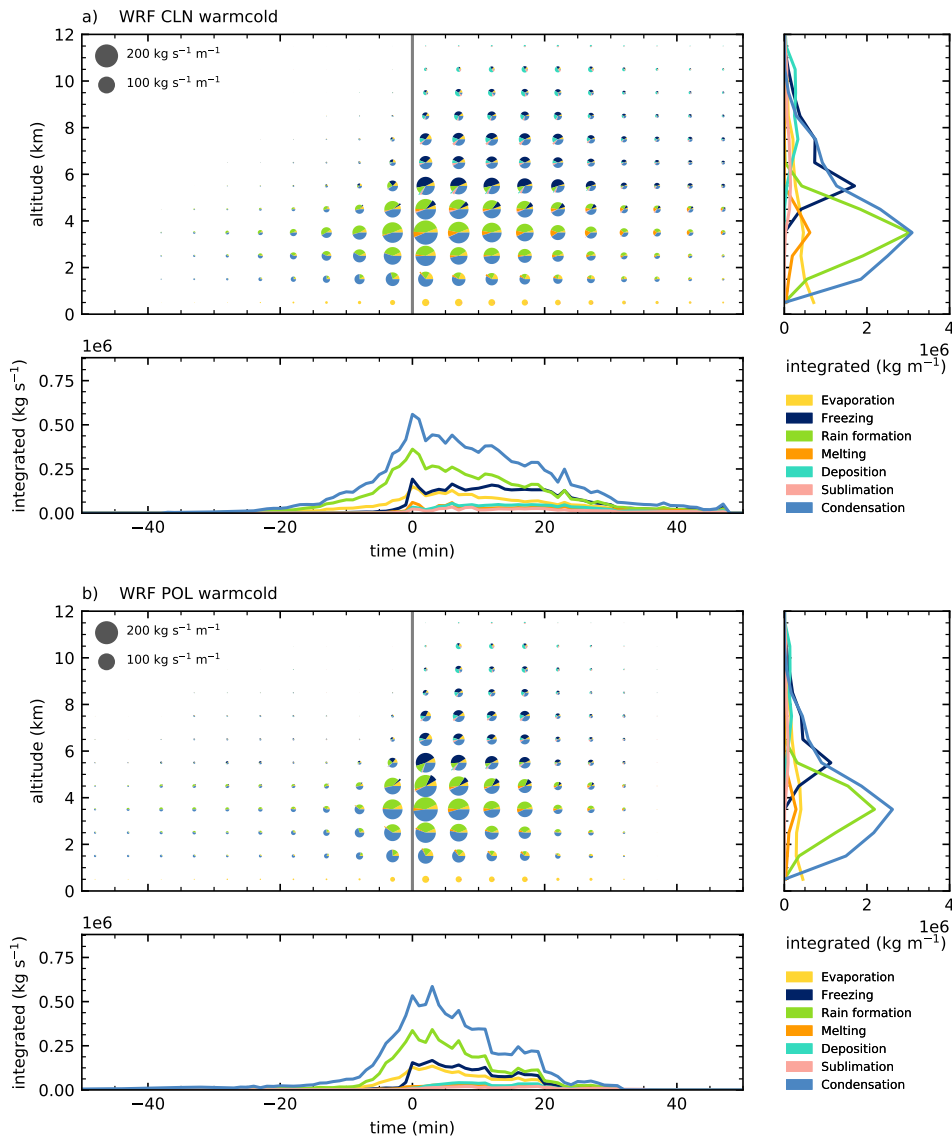 a) WRF CLN warmcold
12
10
8
6
4
2
0
altitude (km)
200 kg s⁻¹ m⁻¹
100 kg s⁻¹ m⁻¹
0 2 4
1e6
integrated (kg m⁻¹)
1e6
0.75
0.50
0.25
0.00
integrated (kg s⁻¹)
−40 −20 0 20 40
time (min)
Evaporation
Freezing
Rain formation
Melting
Deposition
Sublimation
Condensation
b) WRF POL warmcold
12
10
8
6
4
2
0
altitude (km)
200 kg s⁻¹ m⁻¹
100 kg s⁻¹ m⁻¹
0 2 4
1e6
integrated (kg m⁻¹)
1e6
0.75
0.50
0.25
0.00
integrated (kg s⁻¹)
−40 −20 0 20 40
time (min)
Evaporation
Freezing
Rain formation
Melting
Deposition
Sublimation
Condensation